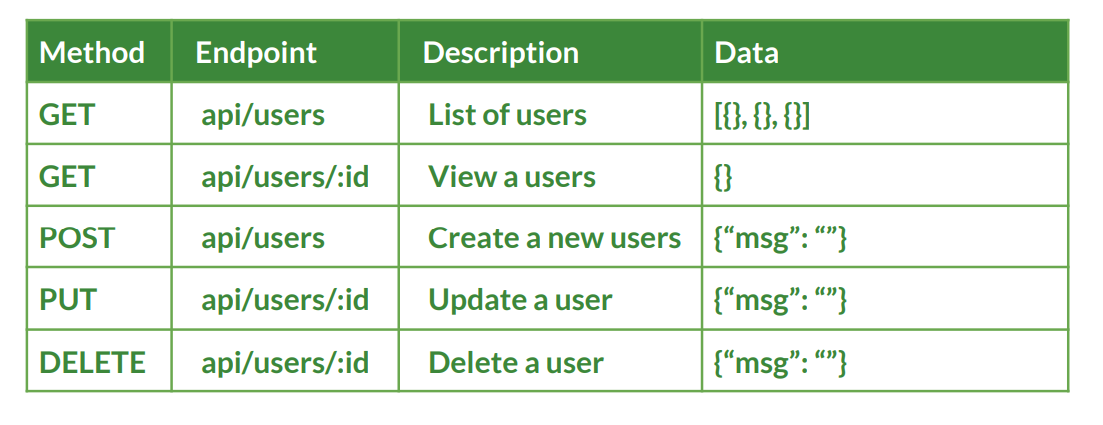 Method Endpoint Description Data
GET api/users List of users [{}, {}, {}]
GET api/users/:id View a users {}
POST api/users Create a new users {“msg”: “”}
PUT api/users/:id Update a user {“msg”: “”}
DELETE api/users/:id Delete a user {“msg”: “”}